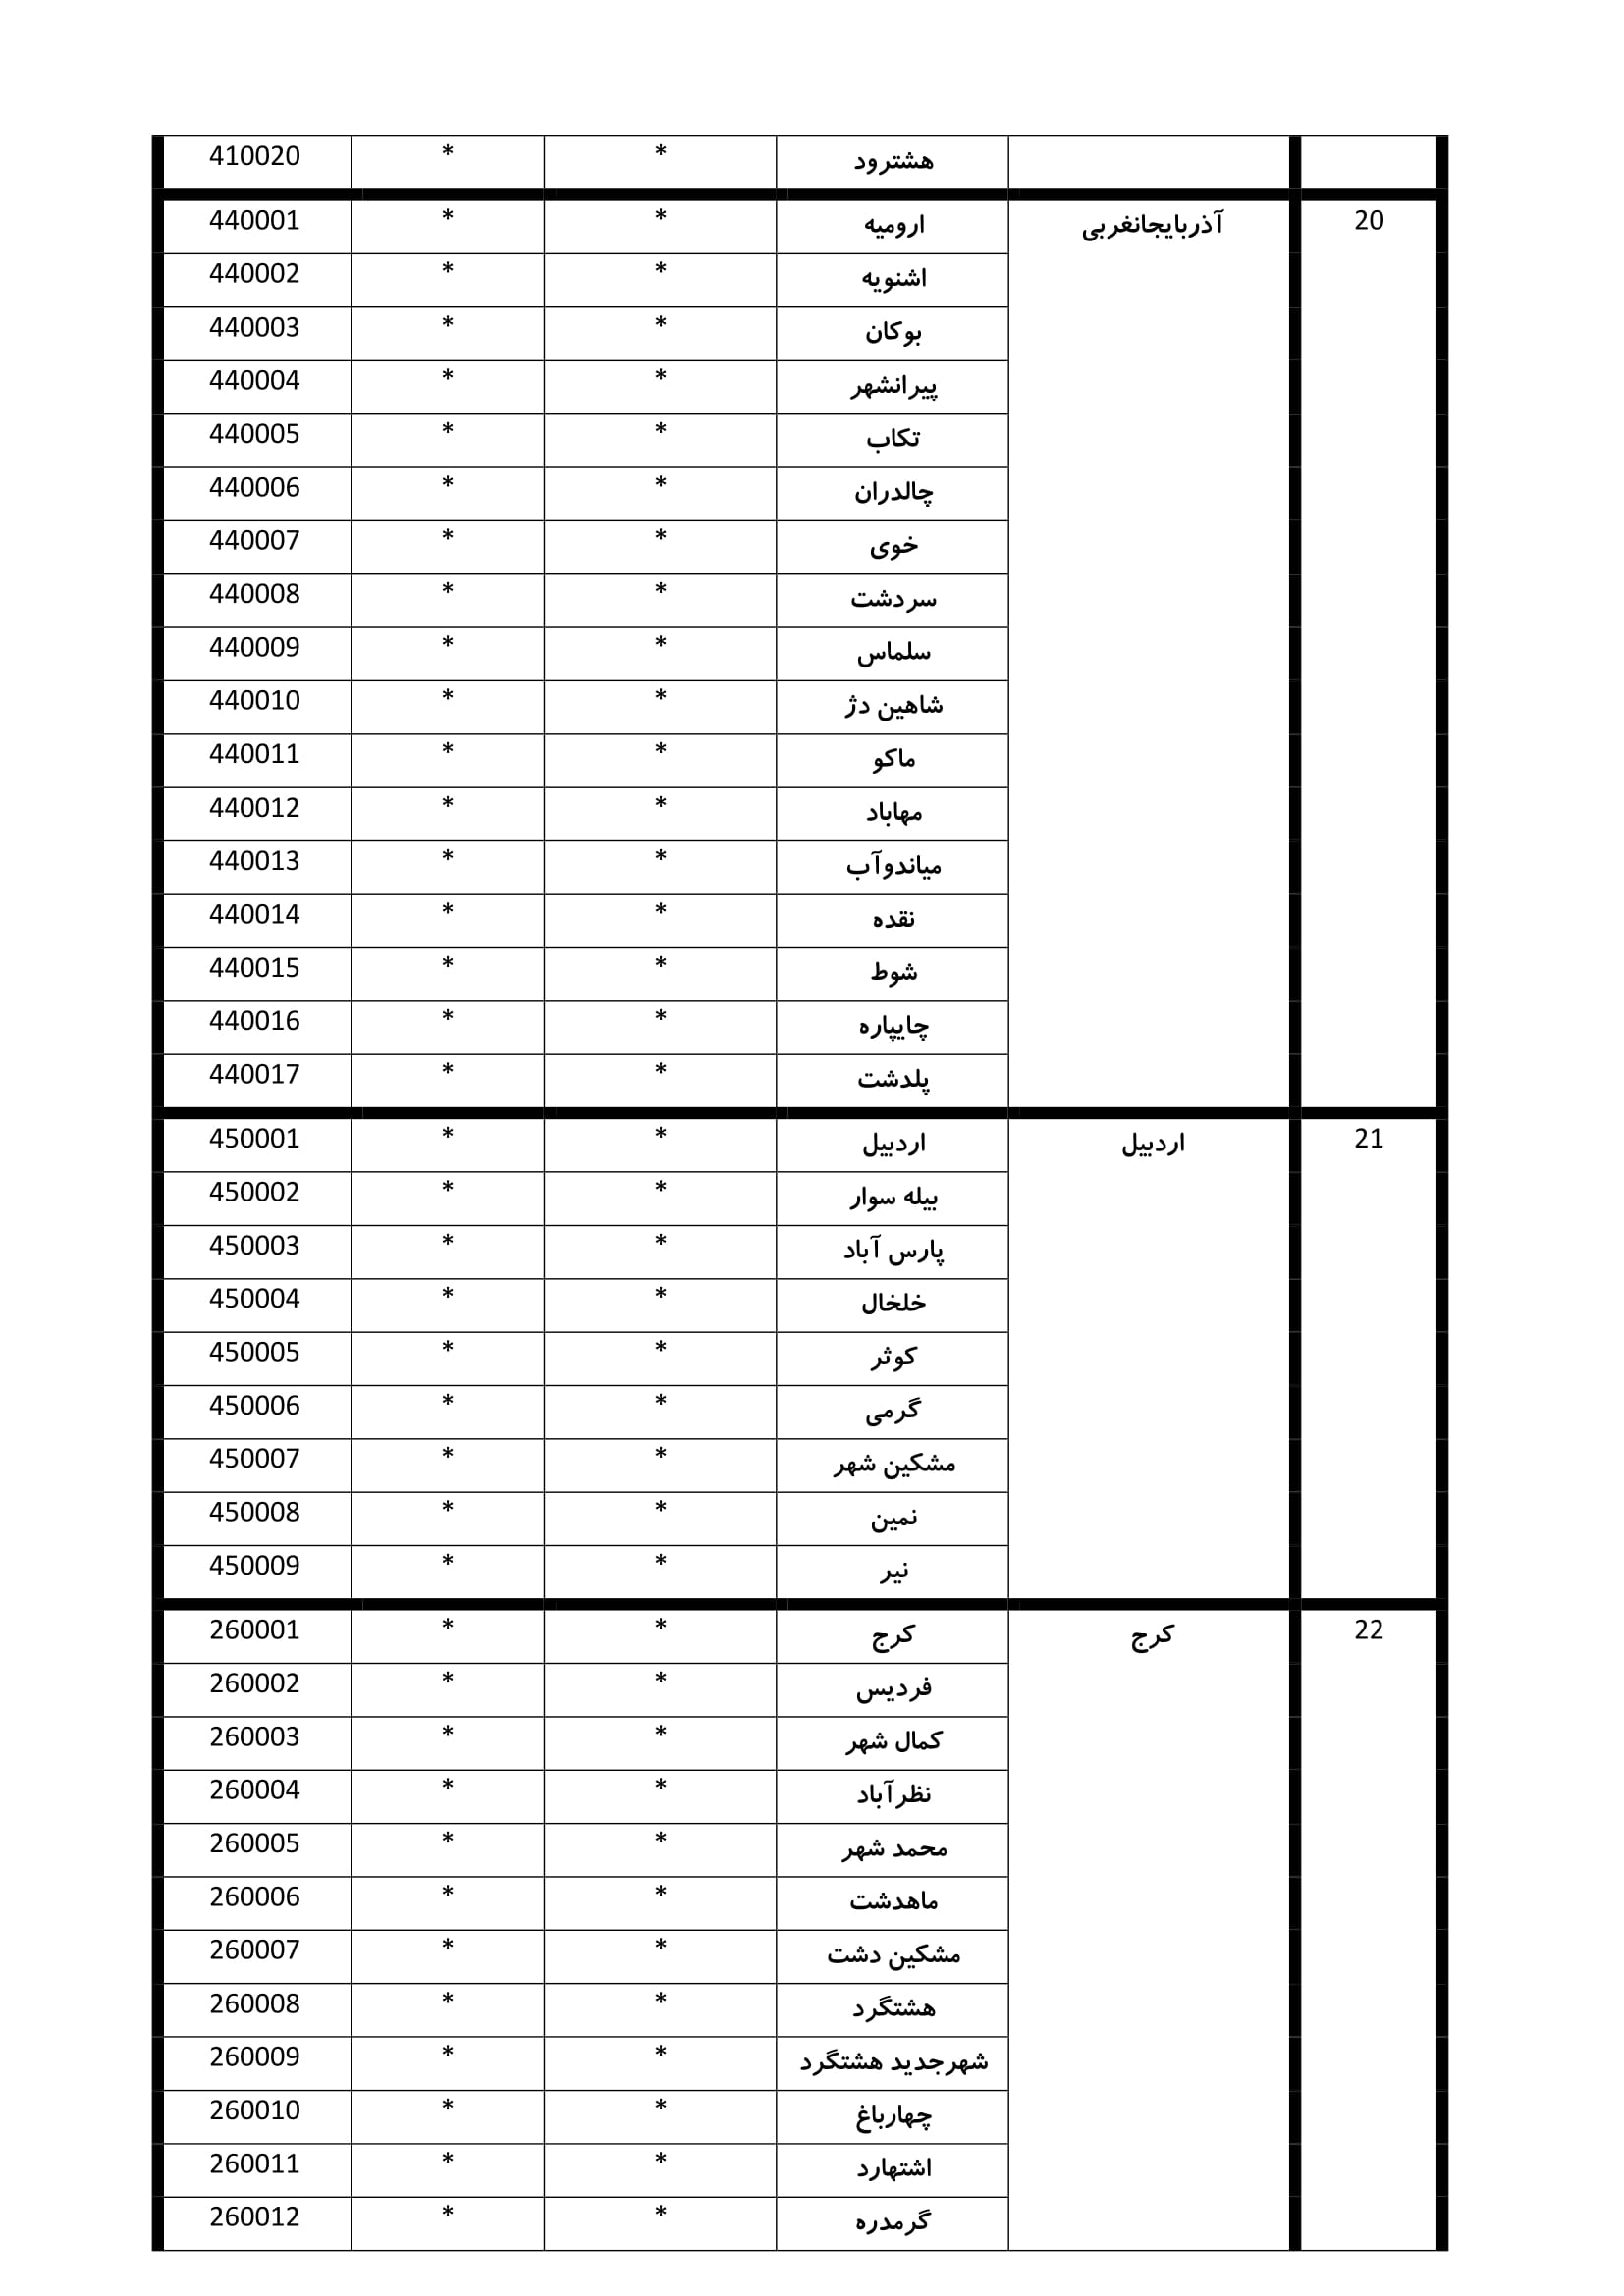 هشترود * * 410020
20 آذربایجانغربی ارومیه * * 440001
اشنویه * * 440002
بوکان * * 440003
پیرانشهر * * 440004
تکاب * * 440005
چالدران * * 440006
خوی * * 440007
سردشت * * 440008
سلماس * * 440009
شاهین دژ * * 440010
ماکو * * 440011
مهاباد * * 440012
میاندوآب * * 440013
نقده * * 440014
شوط * * 440015
چایپاره * * 440016
پلدشت * * 440017
21 اردبیل اردبیل * * 450001
بیله سوار * * 450002
پارس آباد * * 450003
خلخال * * 450004
کوثر * * 450005
گرمی * * 450006
مشکین شهر * * 450007
نمین * * 450008
نیر * * 450009
22 کرج کرج * * 260001
فردیس * * 260002
کمال شهر * * 260003
نظرآباد * * 260004
محمد شهر * * 260005
ماهدشت * * 260006
مشکین دشت * * 260007
هشتگرد * * 260008
شهرجدید هشتگرد * * 260009
چهارباغ * * 260010
اشتهارد * * 260011
گرمدره * * 260012